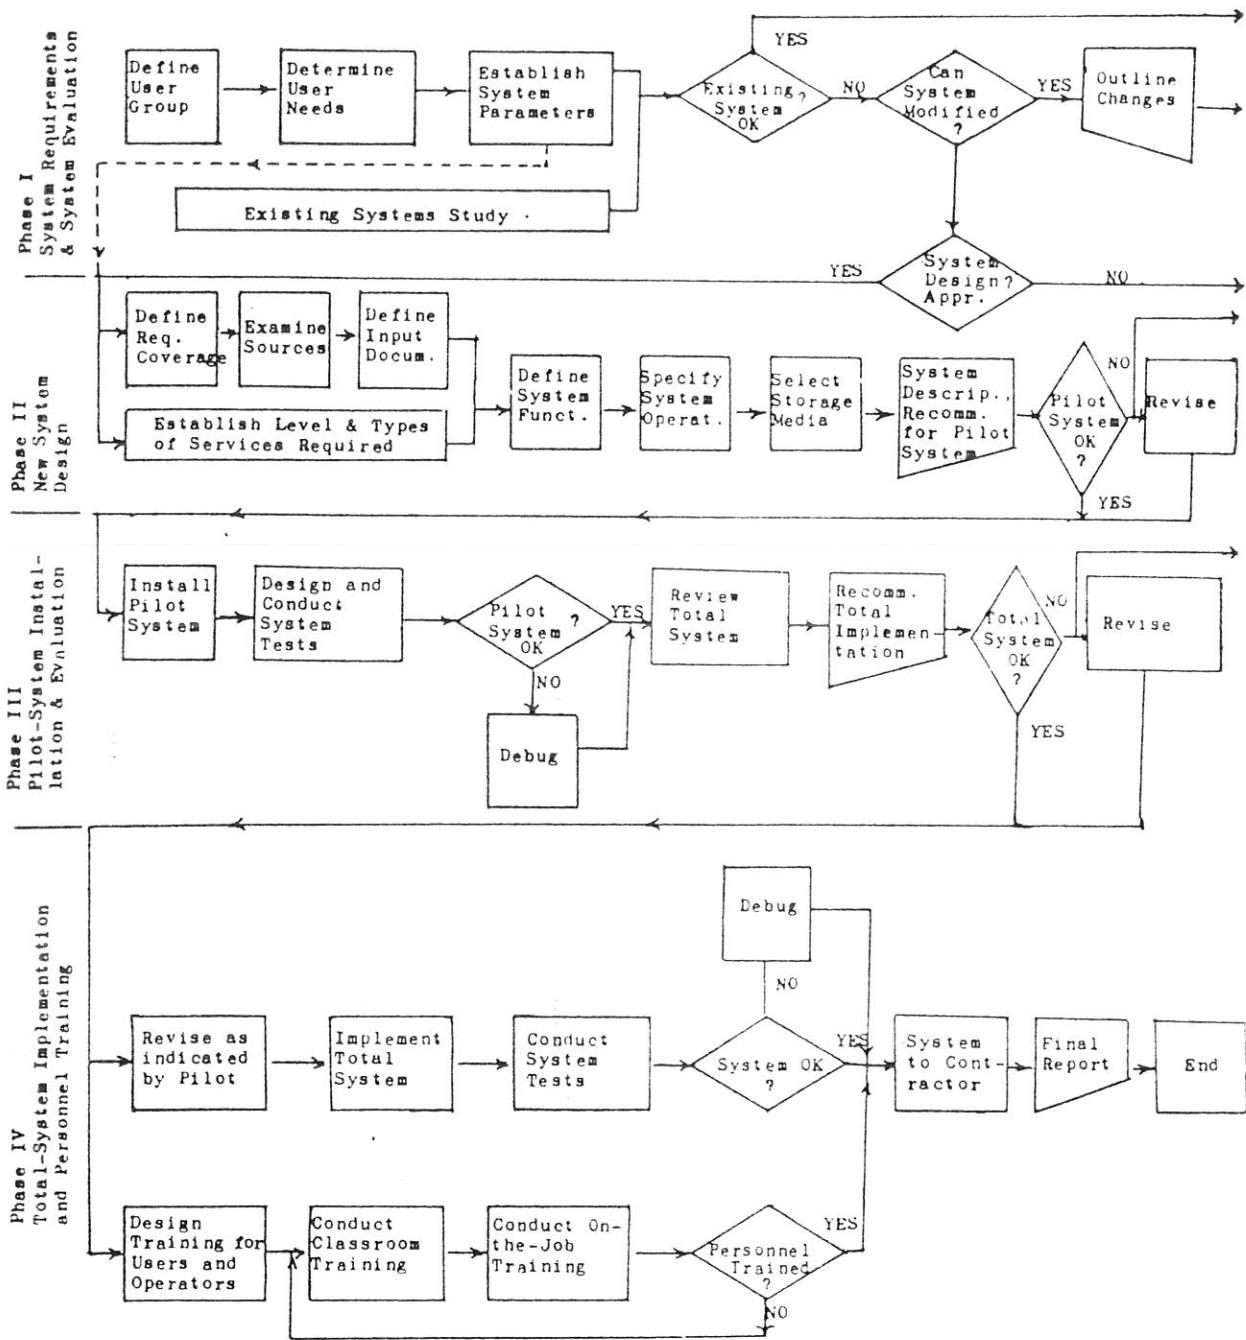 Phase I
System Requirements
& System Evaluation
Define
User
Group
Determine
User
Needs
Establish
System
Parameters
Existing Systems Study
Existing?
System
OK
YES
NO
Can
System
Modified
?
YES
Outline
Changes
System
Design?
Appr.
YES
NO
Phase II
New System
Design
Define
Req.
Coverage
Examine
Sources
Define
Input
Docum.
Establish Level & Types
of Services Required
Define
System
Funct.
Specify
System
Operat.
Select
Storage
Media
System
Descrip.,
Recomm.
for Pilot
System
Pilot
System
OK
?
NO
YES
Revise
Phase III
Pilot-System Instal-
lation & Evaluation
Install
Pilot
System
Design and
Conduct
System
Tests
Pilot ?
System
OK
YES
NO
Debug
Review
Total
System
Recomm.
Total
Implemen-
tation
Total
System
OK
?
NO
YES
Revise
Phase IV
Total-System Implementation
and Personnel Training
Revise as
indicated
by Pilot
Implement
Total
System
Conduct
System
Tests
System OK
?
NO
YES
Debug
System
to Cont-
ractor
Final
Report
End
Design
Training for
Users and
Operators
Conduct
Classroom
Training
Conduct On-
the-Job
Training
Personnel
Trained
?
YES
NO